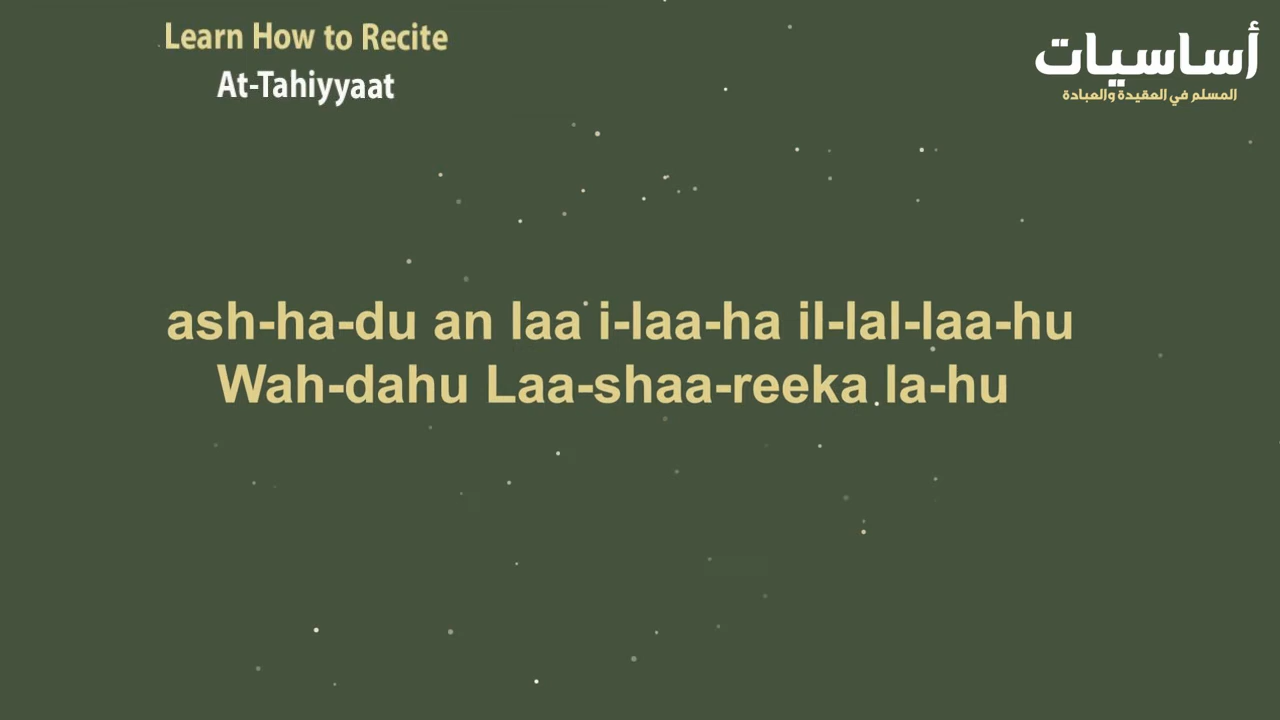 Learn How to Recite
At-Tahiyyaat
أساسيات
المسلم في العقيدة والعبادة
ash-ha-du an laa i-laa-ha il-lal-laa-hu
Wah-dahu Laa-shaa-reeka la-hu